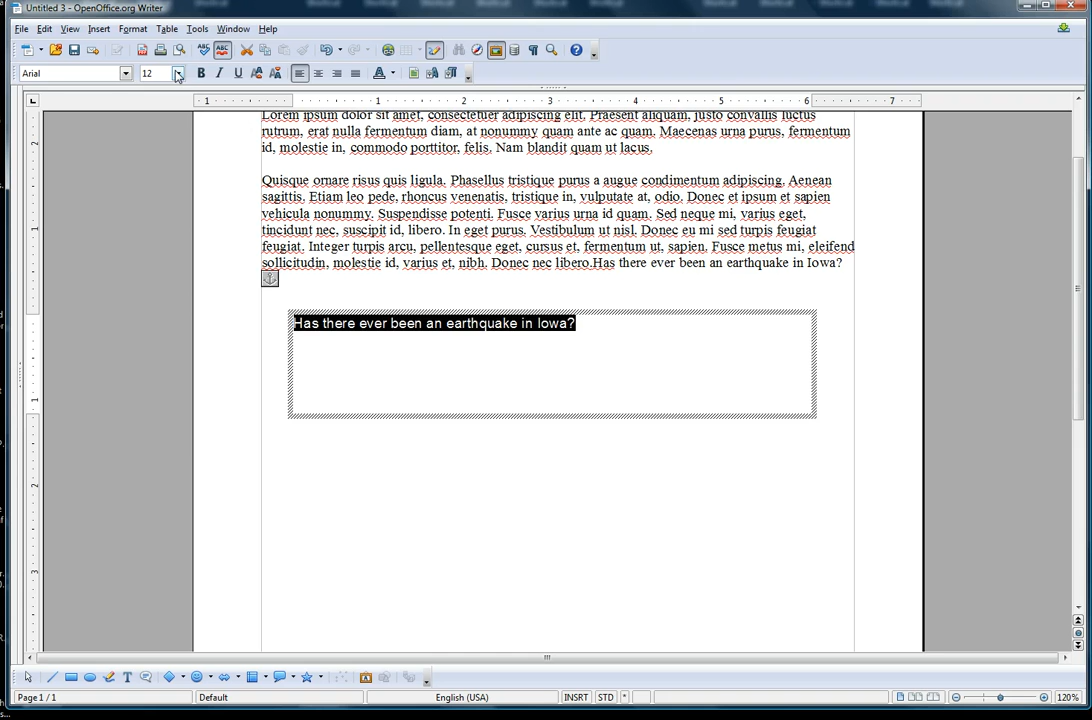 Untitled 3 - OpenOffice.org Writer
File Edit View Insert Format Table Tools Window Help
Arial 12
1 1 2 3 4 5 6 7
Lorem ipsum dolor sit amet, consectetuer adipiscing elit. Praesent aliquam, justo convallis luctus
rutrum, erat nulla fermentum diam, at nonummy quam ante ac quam. Maecenas urna purus, fermentum
id, molestie in, commodo porttitor, felis. Nam blandit quam ut lacus.
Quisque ornare risus quis ligula. Phasellus tristique purus a augue condimentum adipiscing. Aenean
sagittis. Etiam leo pede, rhoncus venenatis, tristique in, vulputate at, odio. Donec et ipsum et sapien
vehicula nonummy. Suspendisse potenti. Fusce varius urna id quam. Sed neque mi, varius eget,
tincidunt nec, suscipit id, libero. In eget purus. Vestibulum ut nisl. Donec eu mi sed turpis feugiat
feugiat. Integer turpis arcu, pellentesque eget, cursus et, fermentum ut, sapien. Fusce metus mi, eleifend
sollicitudin, molestie id, varius et, nibh. Donec nec libero.Has there ever been an earthquake in Iowa?
Has there ever been an earthquake in Iowa?
Page 1 / 1 Default English (USA) INSRT STD * 120%